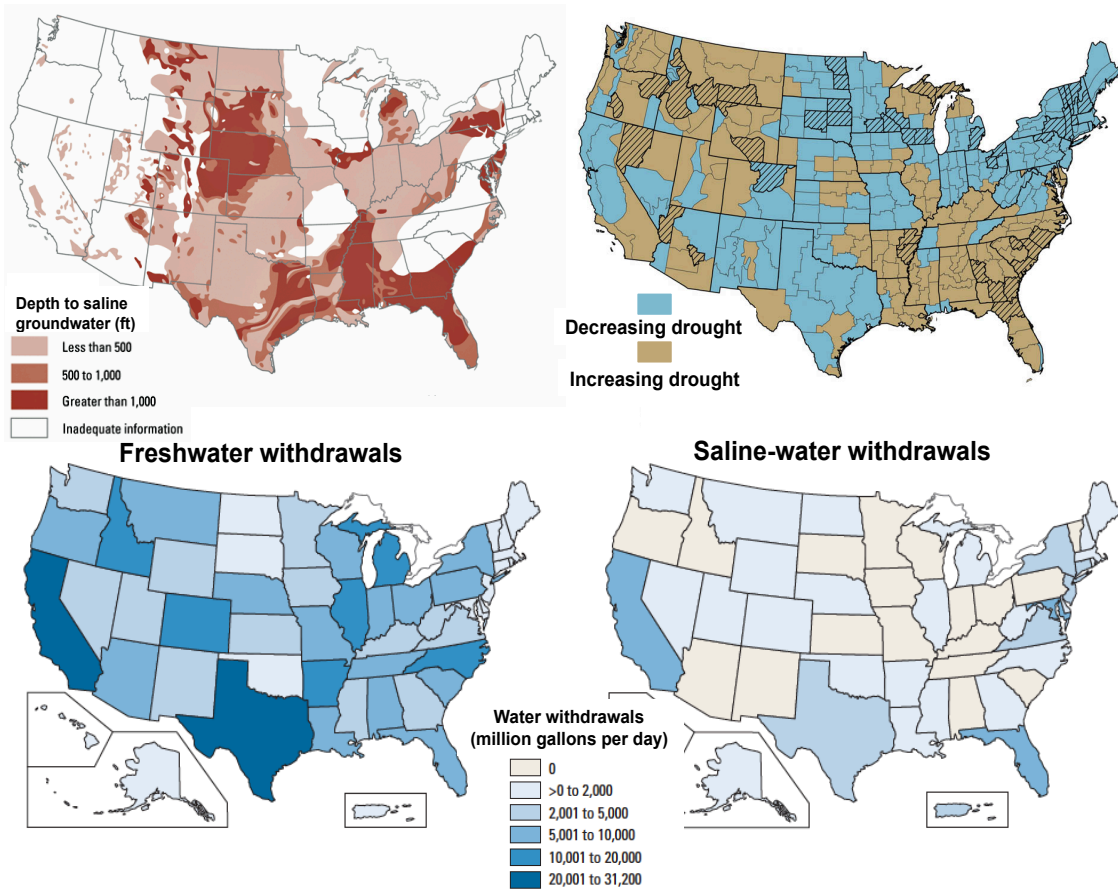 Depth to saline
groundwater (ft)
Less than 500
500 to 1,000
Greater than 1,000
Inadequate information
Decreasing drought
Increasing drought
Freshwater withdrawals
Saline-water withdrawals
Water withdrawals
(million gallons per day)
0
>0 to 2,000
2,001 to 5,000
5,001 to 10,000
10,001 to 20,000
20,001 to 31,200